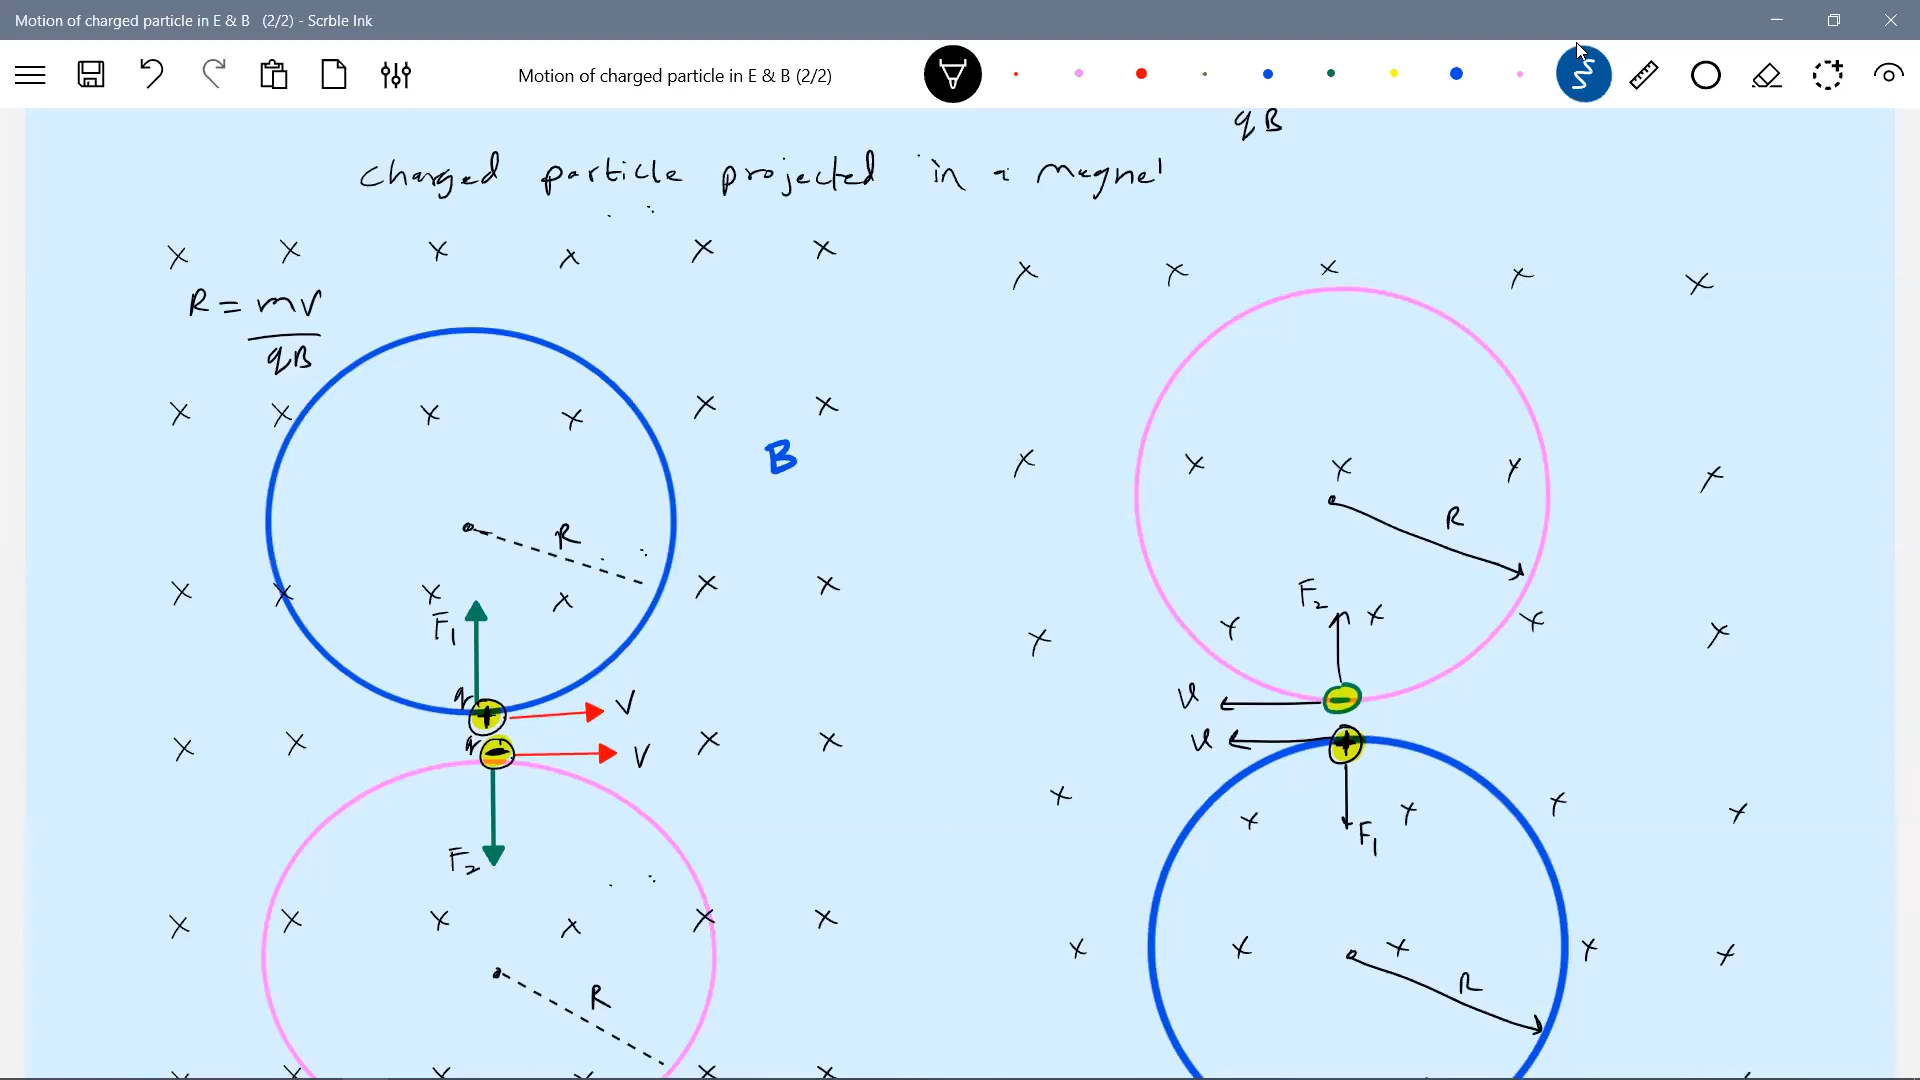 Motion of charged particle in E & B (2/2) - Scrble Ink
Motion of charged particle in E & B (2/2)
qB
charged particle projected in a magnet
R = mv
qB
B
R
R
F1
F2
q
+
V
v
-
q
-
V
v
+
F2
F1
R
R